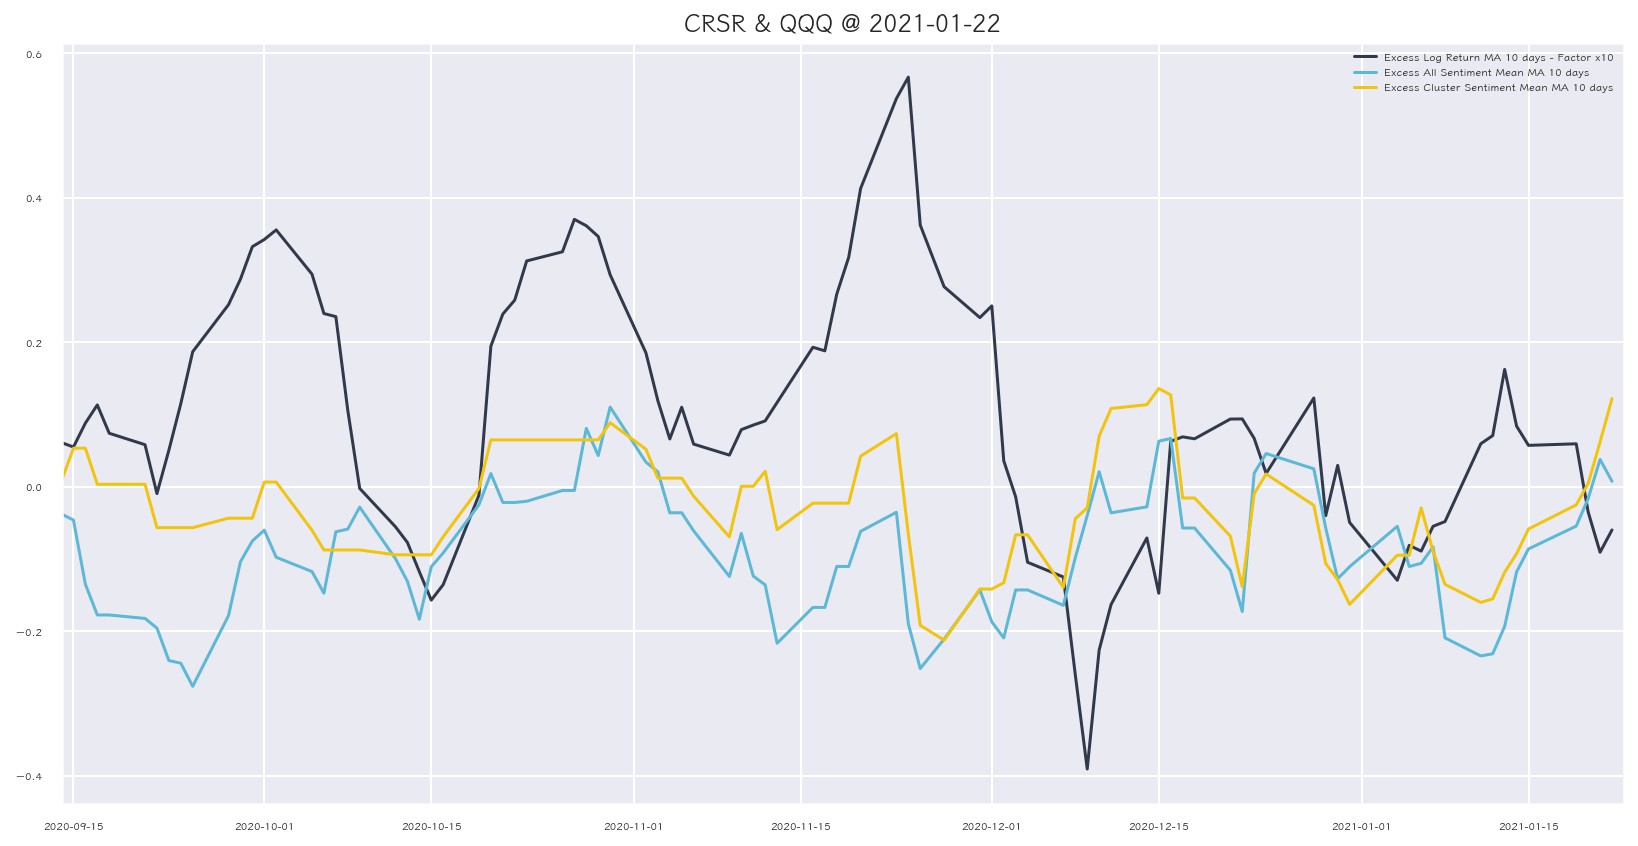 CRSR & QQQ @ 2021-01-22
Excess Log Return MA 10 days - Factor x10
Excess All Sentiment Mean MA 10 days
Excess Cluster Sentiment Mean MA 10 days
0.6
0.4
0.2
0.0
−0.2
−0.4
2020-09-15 2020-10-01 2020-10-15 2020-11-01 2020-11-15 2020-12-01 2020-12-15 2021-01-01 2021-01-15